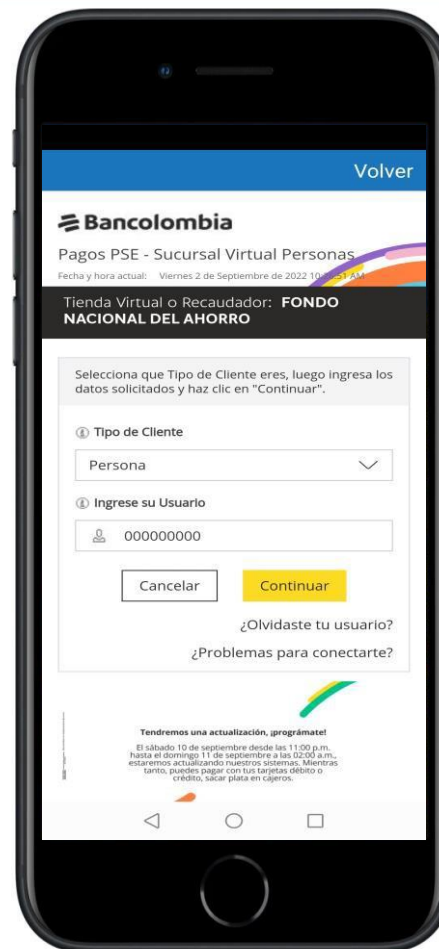 Volver
Bancolombia
Pagos PSE - Sucursal Virtual Personas
Fecha y hora actual: Viernes 2 de Septiembre de 2022 10: :51 AM
Tienda Virtual o Recaudador: FONDO
NACIONAL DEL AHORRO
Selecciona que Tipo de Cliente eres, luego ingresa los
datos solicitados y haz clic en "Continuar".
Tipo de Cliente
Persona
Ingrese su Usuario
000000000
Cancelar
Continuar
¿Olvidaste tu usuario?
¿Problemas para conectarte?
Tendremos una actualización, ¡prográmate!
El sábado 10 de septiembre desde las 11:00 p.m.
hasta el domingo 11 de septiembre a las 02:00 a.m.,
estaremos actualizando nuestros sistemas. Mientras
tanto, puedes pagar con tus tarjetas débito o
crédito, sacar plata en cajeros.